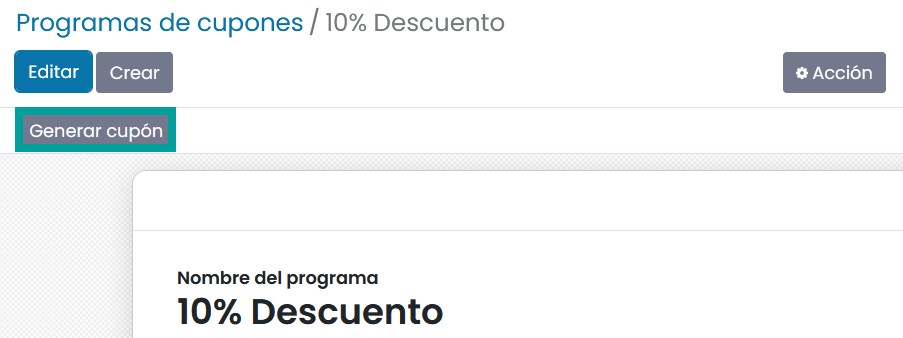 Programas de cupones / 10% Descuento
Editar Crear Acción
Generar cupón
Nombre del programa
10% Descuento